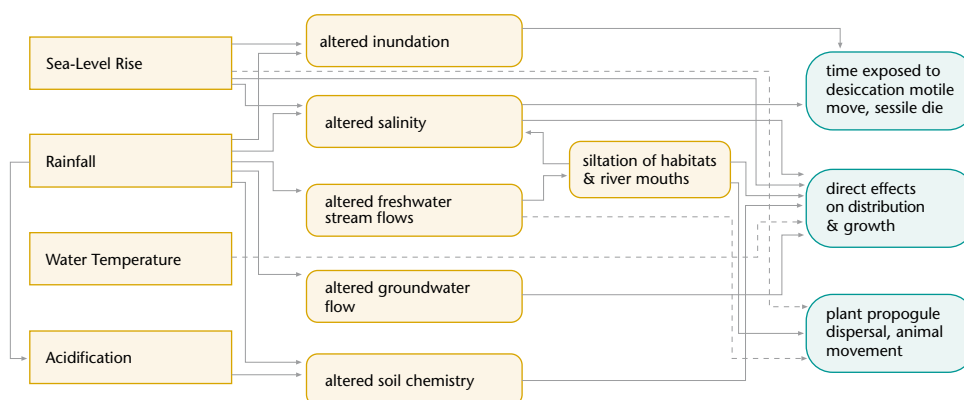 Sea-Level Rise
Rainfall
Water Temperature
Acidification
altered inundation
altered salinity
altered freshwater
stream flows
altered groundwater
flow
altered soil chemistry
siltation of habitats
& river mouths
time exposed to
desiccation motile
move, sessile die
direct effects
on distribution
& growth
plant propogule
dispersal, animal
movement